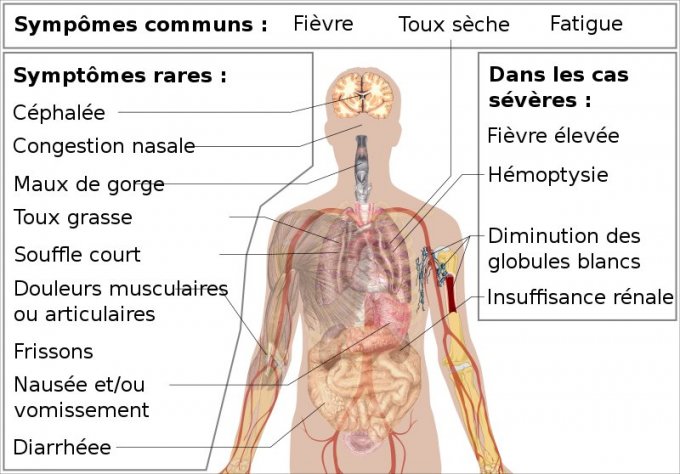 Sympômes communs : Fièvre Toux sèche Fatigue
Symptômes rares :
Céphalée
Congestion nasale
Maux de gorge
Toux grasse
Souffle court
Douleurs musculaires
ou articulaires
Frissons
Nausée et/ou
vomissement
Diarrhéee
Dans les cas
sévères :
Fièvre élevée
Hémoptysie
Diminution des
globules blancs
Insuffisance rénale